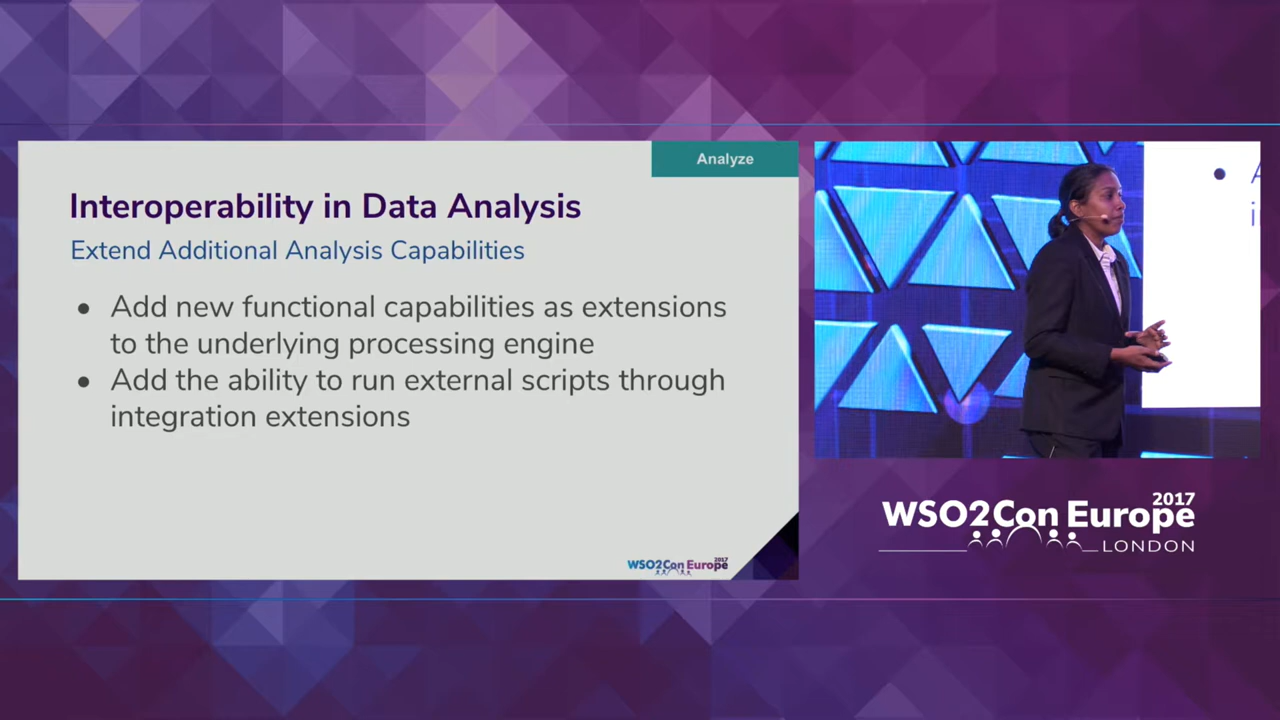 Analyze
Interoperability in Data Analysis
Extend Additional Analysis Capabilities
● Add new functional capabilities as extensions
to the underlying processing engine
● Add the ability to run external scripts through
integration extensions
WSO2Con Europe
2017
WSO2Con Europe
2017
LONDON